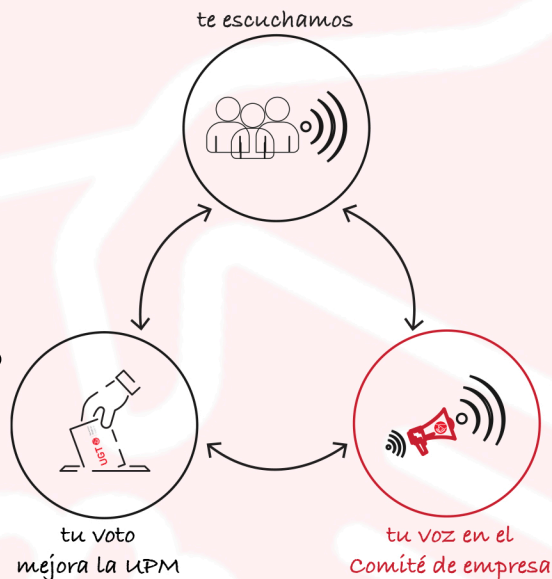 te escuchamos
UGT
tu voto
mejora la UPM
tu voz en el
Comité de empresa